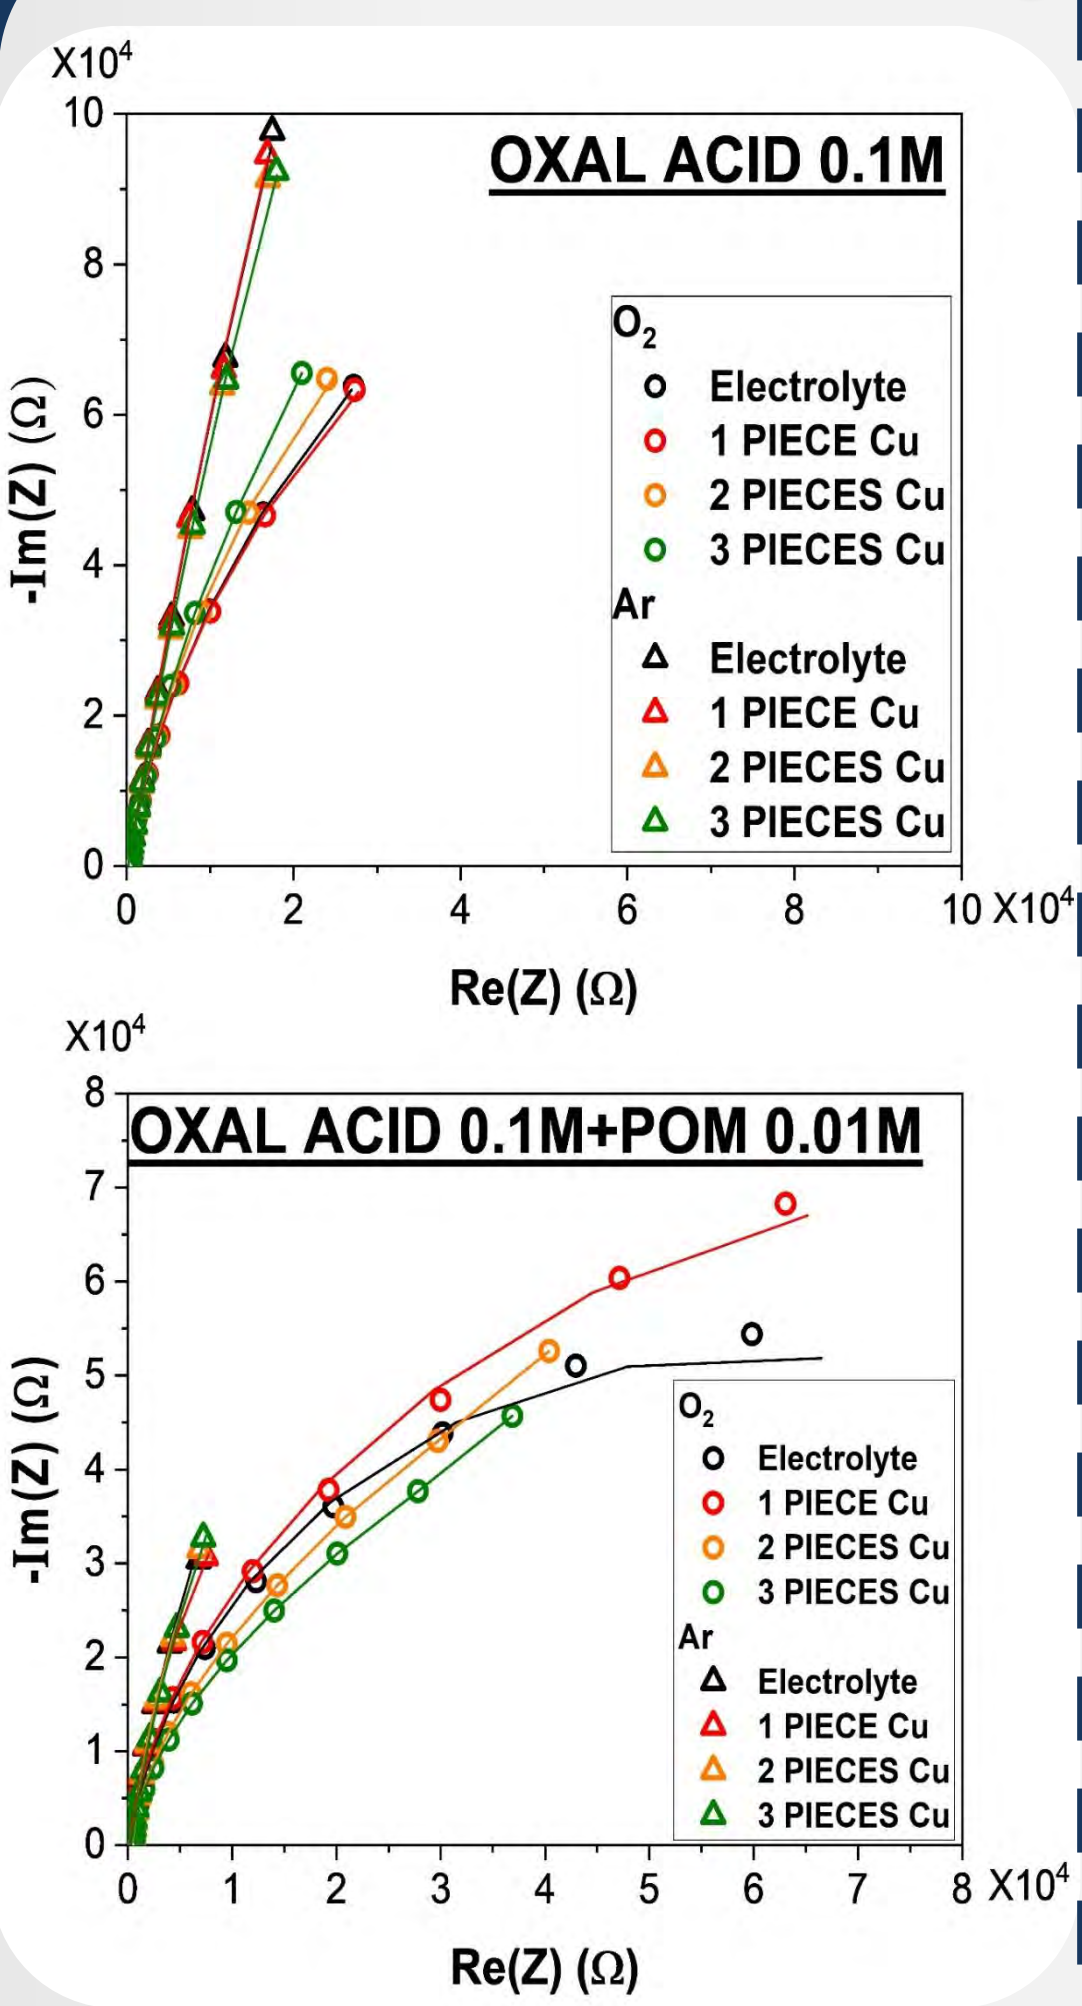 X10⁴
10
OXAL ACID 0.1M
8
6
4
2
0
-Im(Z) (Ω)
O₂
Electrolyte
1 PIECE Cu
2 PIECES Cu
3 PIECES Cu
Ar
Electrolyte
1 PIECE Cu
2 PIECES Cu
3 PIECES Cu
0 2 4 6 8 10 X10⁴
Re(Z) (Ω)
X10⁴
8
OXAL ACID 0.1M+POM 0.01M
7
6
5
4
3
2
1
0
-Im(Z) (Ω)
O₂
Electrolyte
1 PIECE Cu
2 PIECES Cu
3 PIECES Cu
Ar
Electrolyte
1 PIECE Cu
2 PIECES Cu
3 PIECES Cu
0 1 2 3 4 5 6 7 8 X10⁴
Re(Z) (Ω)